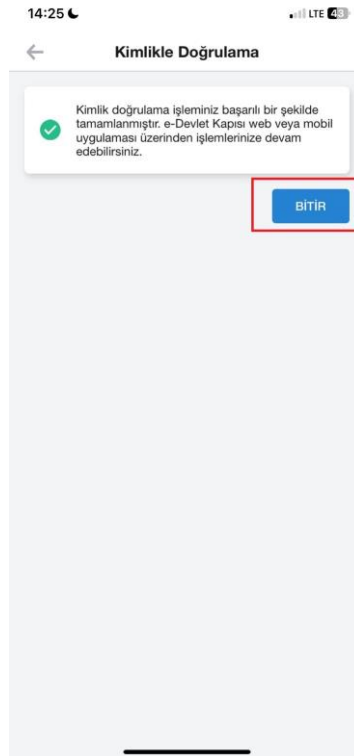 14:25 LTE 43
Kimlikle Doğrulama
Kimlik doğrulama işleminiz başarılı bir şekilde
tamamlanmıştır. e-Devlet Kapısı web veya mobil
uygulaması üzerinden işlemlerinize devam
edebilirsiniz.
BİTİR